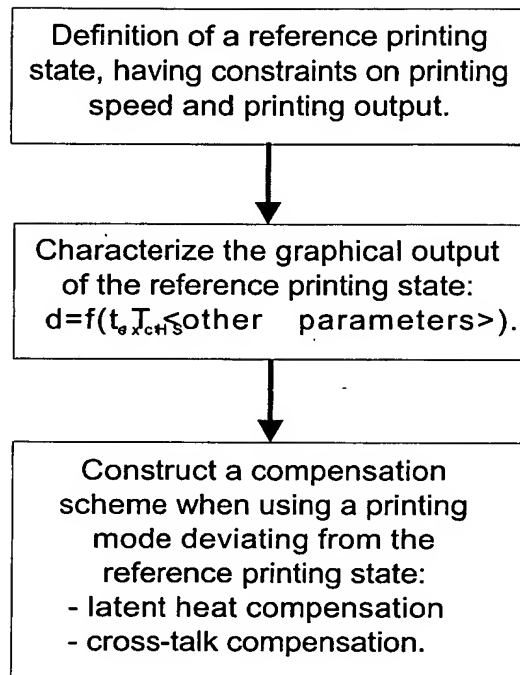 Definition of a reference printing
state, having constraints on printing
speed and printing output.
Characterize the graphical output
of the reference printing state:
d=f( <other parameters>).
Construct a compensation
scheme when using a printing
mode deviating from the
reference printing state:
- latent heat compensation
- cross-talk compensation.